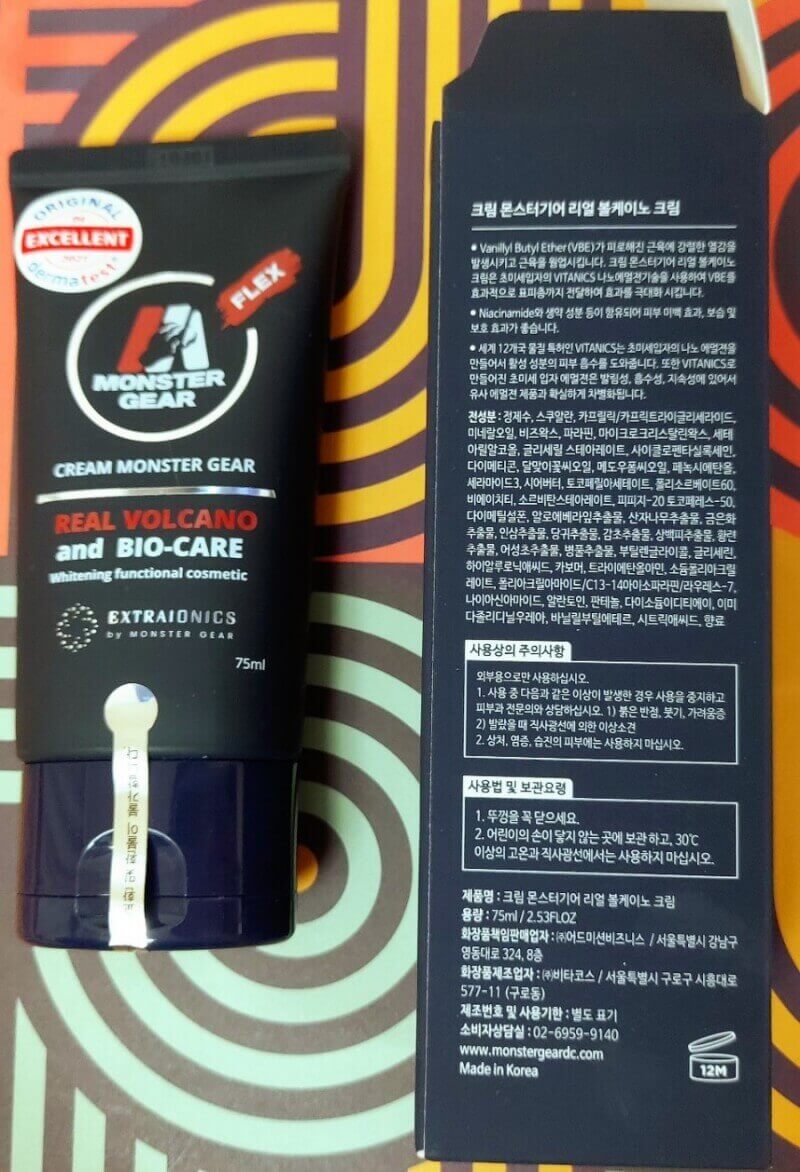 ORIGINAL
EXCELLENT
2021
dermatest®
FLEX
MONSTER
GEAR
CREAM MONSTER GEAR
REAL VOLCANO
and BIO-CARE
Whitening functional cosmetic
EXTRAIONICS
by MONSTER GEAR
75ml
교환 및 환불이 불가합니다.
크림 몬스터기어 리얼 볼케이노 크림
• Vanillyl Butyl Ether(VBE)가 피로해진 근육에 강렬한 열감을
발생시키고 근육을 웜업시킵니다. 크림 몬스터기어 리얼 볼케이노
크림은 초미세입자의 VITANICS 나노에멀젼기술을 사용하여 VBE를
효과적으로 표피층까지 전달하여 효과를 극대화 시킵니다.
• Niacinamide와 생약 성분 등이 함유되어 피부 미백 효과, 보습 및
보호 효과가 좋습니다.
• 세계 12개국 물질 특허인 VITANICS는 초미세입자의 나노 에멀젼을
만들어서 활성 성분의 피부 흡수를 도와줍니다. 또한 VITANICS로
만들어진 초미세 입자 에멀젼은 발림성, 흡수성, 지속성에 있어서
유사 에멀젼 제품과 확실하게 차별화됩니다.
전성분 : 정제수, 스쿠알란, 카프릴릭/카프릭트라이글리세라이드,
미네랄오일, 비즈왁스, 파라핀, 마이크로크리스탈린왁스, 세테
아릴알코올, 글리세릴 스테아레이트, 사이클로펜타실록세인,
다이메티콘, 달맞이꽃씨오일, 메도우폼씨오일, 페녹시에탄올,
세라마이드3, 시어버터, 토코페릴아세테이트, 폴리소르베이트60,
비에이치티, 소르비탄스테아레이트, 피피지-20 토코페레스-50,
다이메틸설폰, 알로에베라잎추출물, 산자나무추출물, 금은화
추출물, 인삼추출물, 당귀추출물, 감초추출물, 상백피추출물, 황련
추출물, 어성초추출물, 병풀추출물, 부틸렌글라이콜, 글리세린,
하이알루로닉애씨드, 카보머, 트라이에탄올아민, 소듐폴리아크릴
레이트, 폴리아크릴아마이드/C13-14아이소파라핀/라우레스-7,
나이아신아마이드, 알란토인, 판테놀, 다이소듐이디티에이, 이미
다졸리디닐우레아, 바닐릴부틸에테르, 시트릭애씨드, 향료
사용상의 주의사항
외부용으로만 사용하십시오.
1. 사용 중 다음과 같은 이상이 발생한 경우 사용을 중지하고
피부과 전문의와 상담하십시오. 1) 붉은 반점, 붓기, 가려움증
2) 발랐을 때 직사광선에 의한 이상소견
2. 상처, 염증, 습진의 피부에는 사용하지 마십시오.
사용법 및 보관요령
1. 뚜껑을 꼭 닫으세요.
2. 어린이의 손이 닿지 않는 곳에 보관 하고, 30℃
이상의 고온과 직사광선에서는 사용하지 마십시오.
제품명 : 크림 몬스터기어 리얼 볼케이노 크림
용량 : 75ml / 2.53FLOZ
화장품책임판매업자 : ㈜어드미션비즈니스 / 서울특별시 강남구
영동대로 324, 8층
화장품제조업자 : ㈜비타코스 / 서울특별시 구로구 시흥대로
577-11 (구로동)
제조번호 및 사용기한 : 별도 표기
소비자상담실 : 02-6959-9140
www.monstergeardc.com
Made in Korea
12M